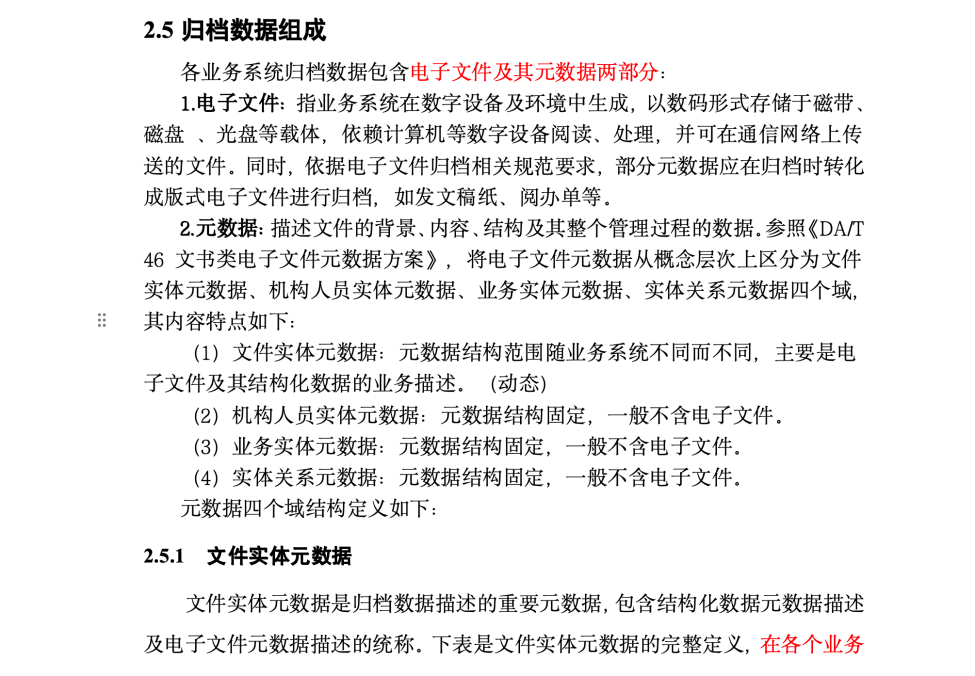 2.5 归档数据组成
各业务系统归档数据包含电子文件及其元数据两部分：
1.电子文件：指业务系统在数字设备及环境中生成，以数码形式存储于磁带、
磁盘 、光盘等载体，依赖计算机等数字设备阅读、处理，并可在通信网络上传
送的文件。同时，依据电子文件归档相关规范要求，部分元数据应在归档时转化
成版式电子文件进行归档，如发文稿纸、阅办单等。
2.元数据：描述文件的背景、内容、结构及其整个管理过程的数据。参照《DA/T
46 文书类电子文件元数据方案》，将电子文件元数据从概念层次上区分为文件
实体元数据、机构人员实体元数据、业务实体元数据、实体关系元数据四个域，
其内容特点如下：
（1）文件实体元数据：元数据结构范围随业务系统不同而不同，主要是电
子文件及其结构化数据的业务描述。（动态）
（2）机构人员实体元数据：元数据结构固定，一般不含电子文件。
（3）业务实体元数据：元数据结构固定，一般不含电子文件。
（4）实体关系元数据：元数据结构固定，一般不含电子文件。
元数据四个域结构定义如下：
2.5.1 文件实体元数据
文件实体元数据是归档数据描述的重要元数据，包含结构化数据元数据描述
及电子文件元数据描述的统称。下表是文件实体元数据的完整定义，在各个业务